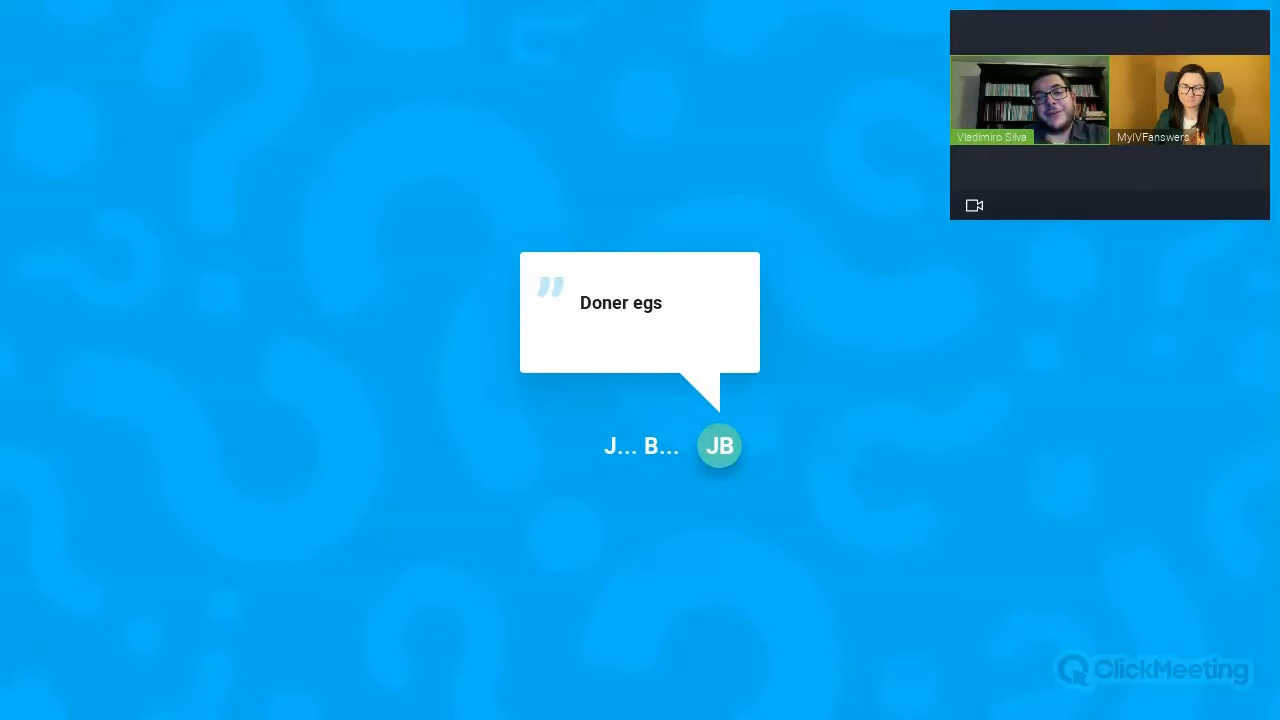 Vladimiro Silva
MyIVFanswers
” Doner egs
J... B... JB
ClickMeeting